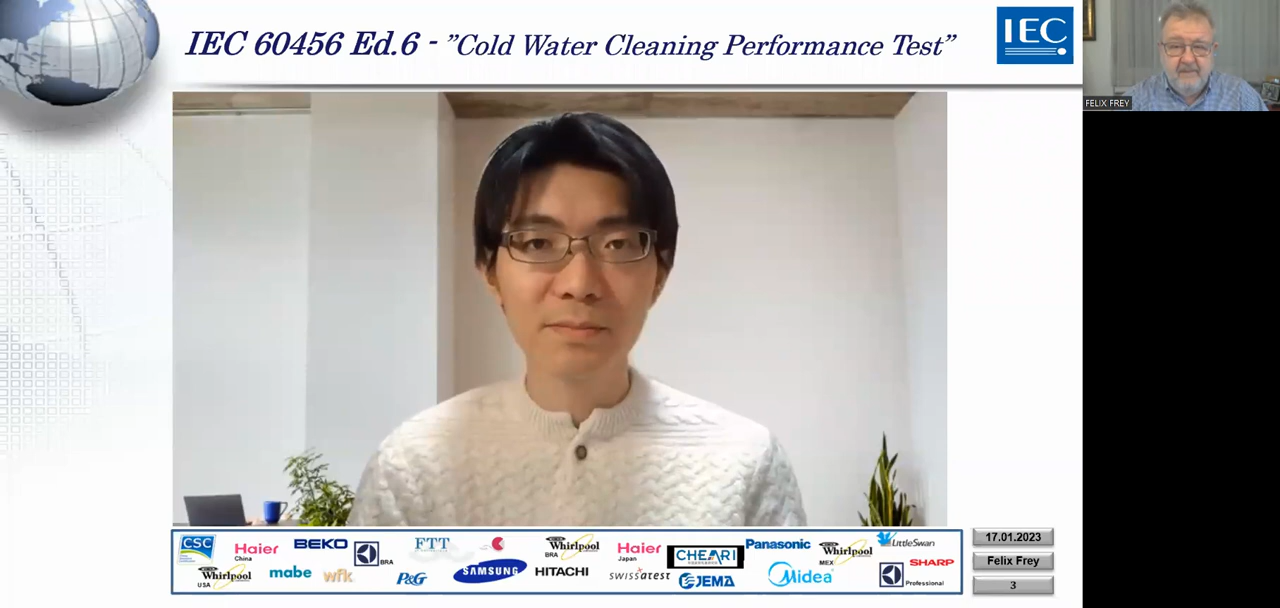 IEC 60456 Ed.6 - ”Cold Water Cleaning Performance Test”
IEC
FELIX FREY
CSC
Haier
China
BEKO
BRA
FTT
Whirlpool
BRA
Haier
Japan
CHEARI
Panasonic
Whirlpool
MEX
LittleSwan
SHARP
Whirlpool
USA
mabe
wfk
P&G
SAMSUNG
HITACHI
SWISSATEST
JEMA
Midea
Professional
17.01.2023
Felix Frey
3